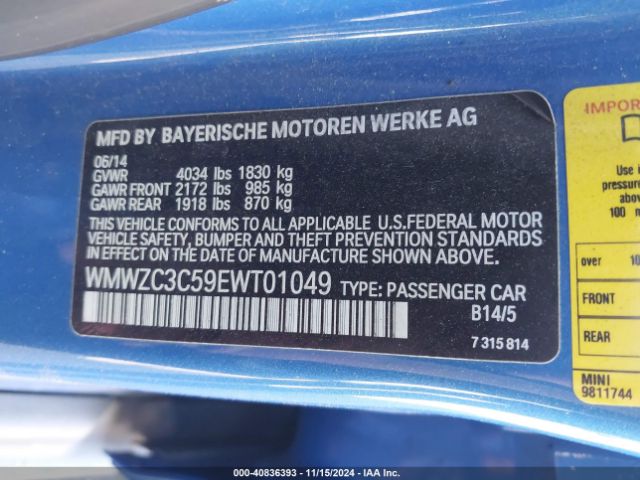 MFD BY BAYERISCHE MOTOREN WERKE AG
06/14
GVWR 4034 lbs 1830 kg
GAWR FRONT 2172 lbs 985 kg
GAWR REAR 1918 lbs 870 kg
THIS VEHICLE CONFORMS TO ALL APPLICABLE U.S.FEDERAL MOTOR
VEHICLE SAFETY, BUMPER AND THEFT PREVENTION STANDARDS
IN EFFECT ON THE DATE OF MANUFACTURE SHOWN ABOVE.
WMWZC3C59EWT01049 TYPE: PASSENGER CAR
B14/5
7 315 814
IMPOR
Use i
pressure
above
100 m
over 10
FRONT
REAR
MINI
9811744
000-40836393 - 11/15/2024 - IAA, Inc.